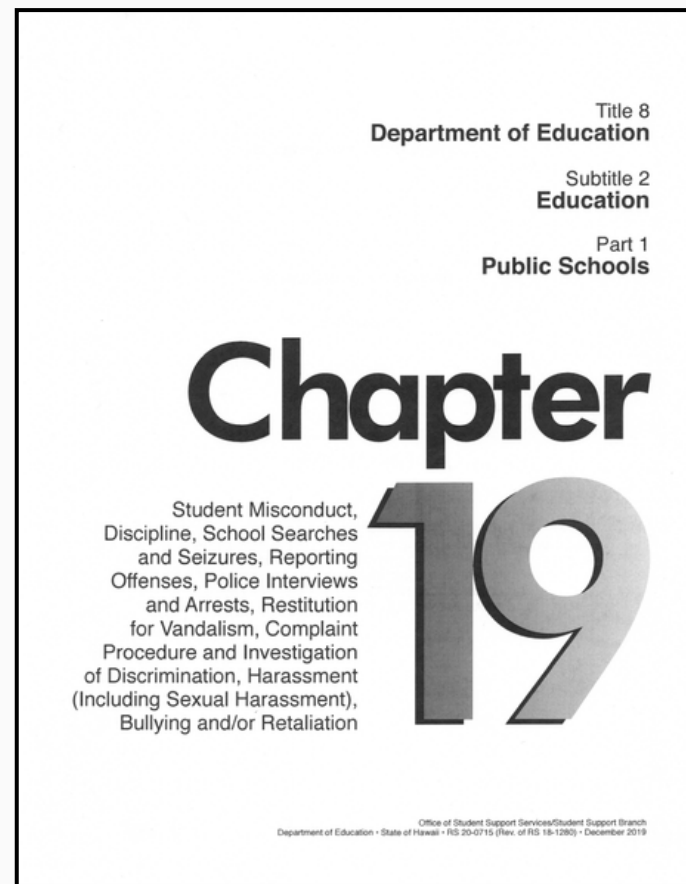 Title 8
Department of Education
Subtitle 2
Education
Part 1
Public Schools
Chapter
19
Student Misconduct,
Discipline, School Searches
and Seizures, Reporting
Offenses, Police Interviews
and Arrests, Restitution
for Vandalism, Complaint
Procedure and Investigation
of Discrimination, Harassment
(Including Sexual Harassment),
Bullying and/or Retaliation
Office of Student Support Services/Student Support Branch
Department of Education • State of Hawaii • RS 20-0715 (Rev. of RS 18-1280) • December 2019